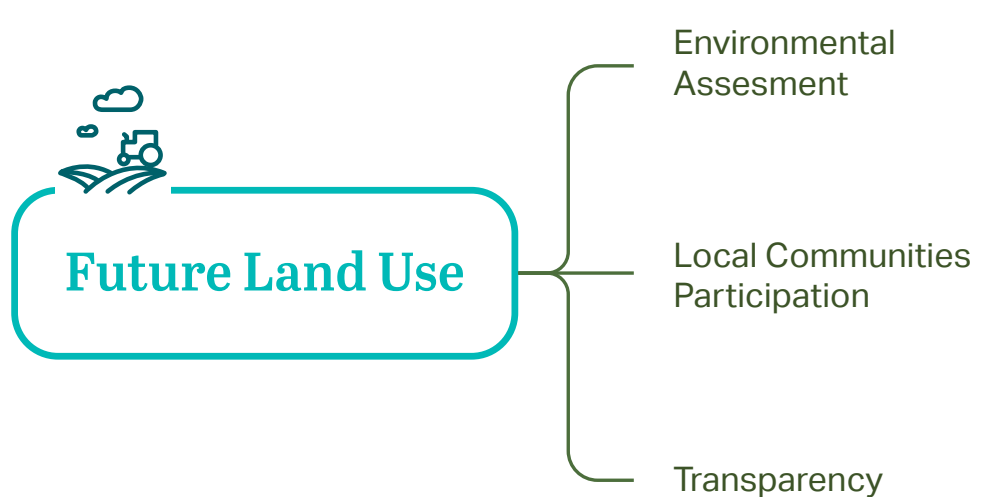 Environmental
Assesment
Future Land Use
Local Communities
Participation
Transparency